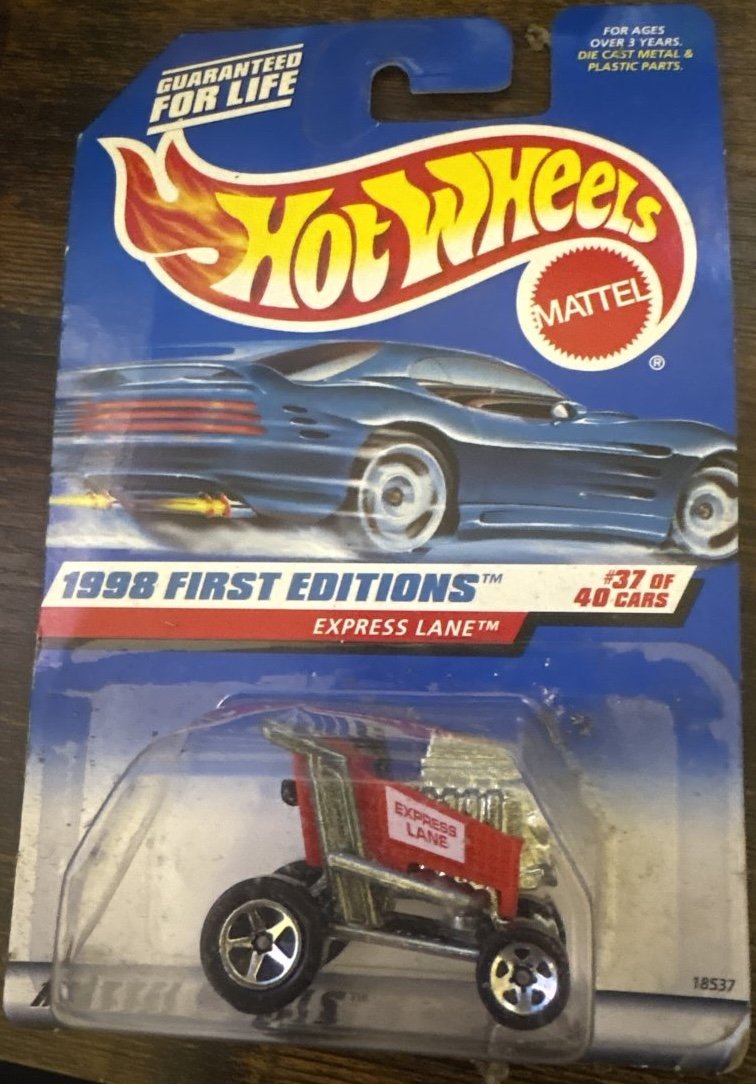 GUARANTEED
FOR LIFE
FOR AGES
OVER 3 YEARS.
DIE CAST METAL &
PLASTIC PARTS.
HOT WHEELS
MATTEL
®
1998 FIRST EDITIONS™
#37 OF
40 CARS
EXPRESS LANE™
EXPRESS
LANE
18537